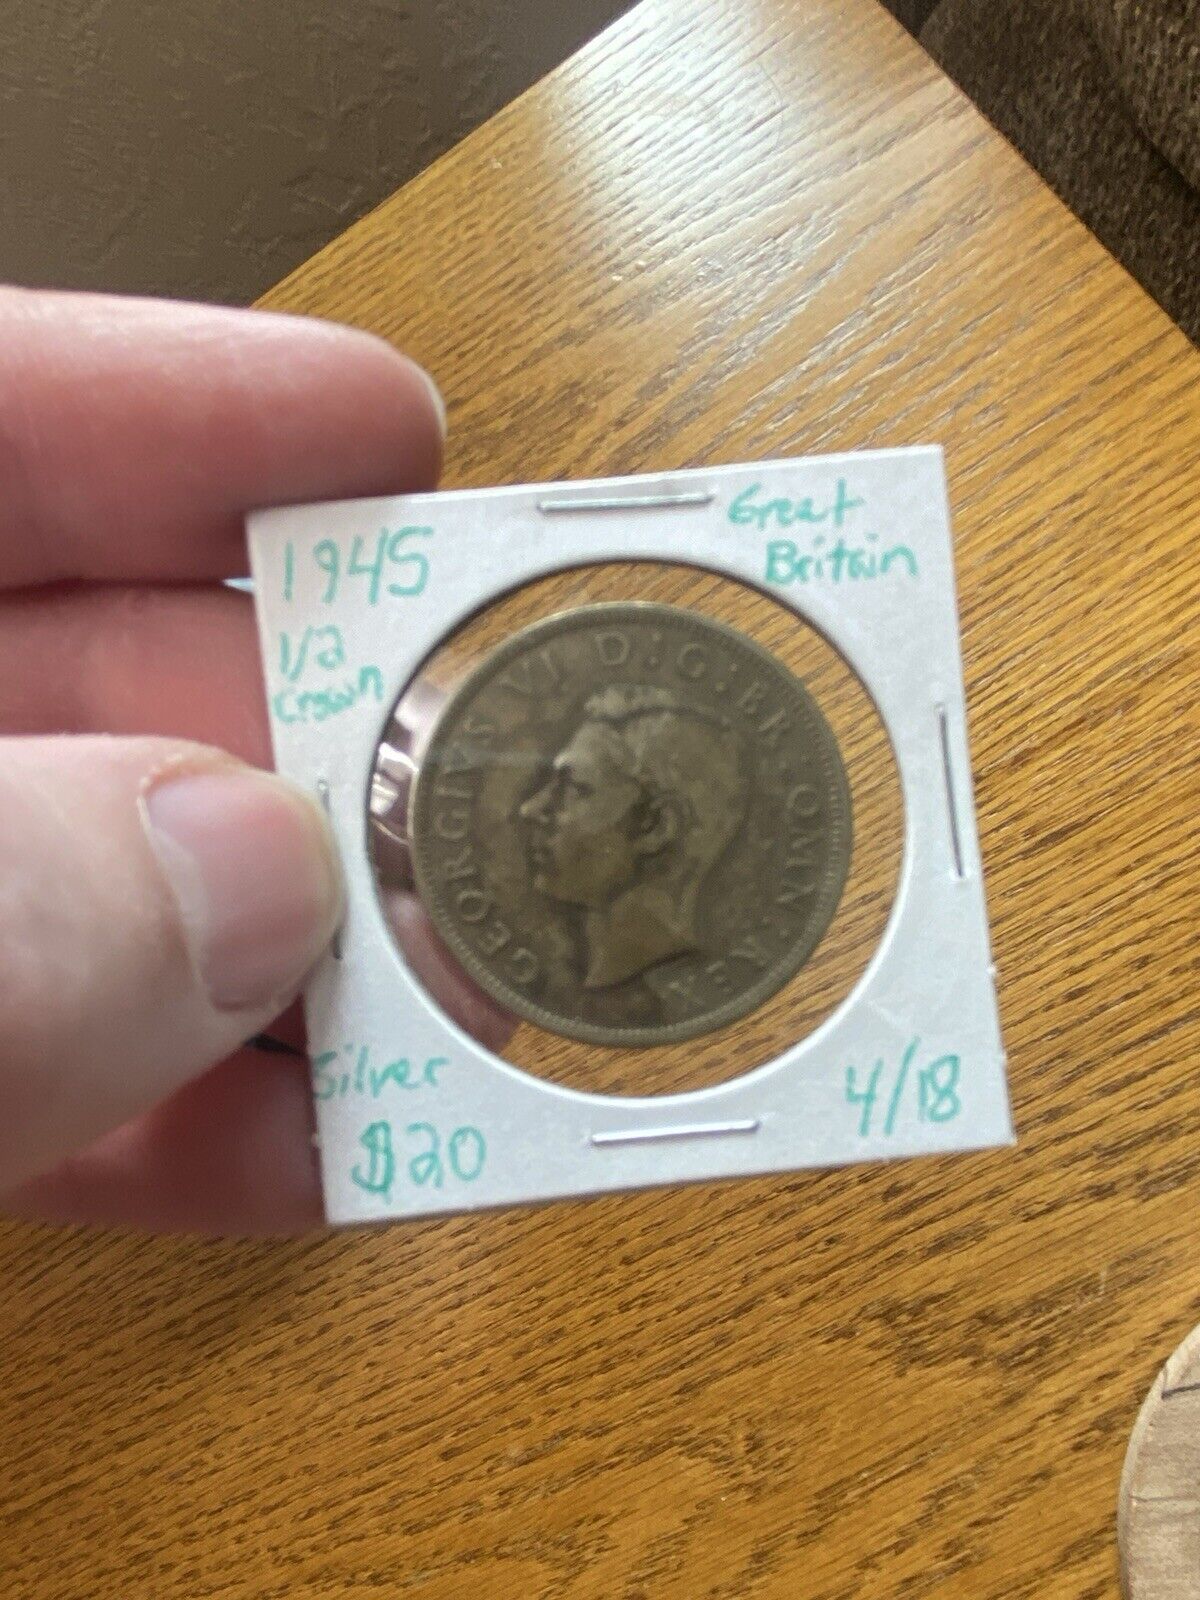 1945
1/2
Crown
Great
Britain
GEORGIVS VI D:G:BR:OMN:REX
Silver
$20
4/18